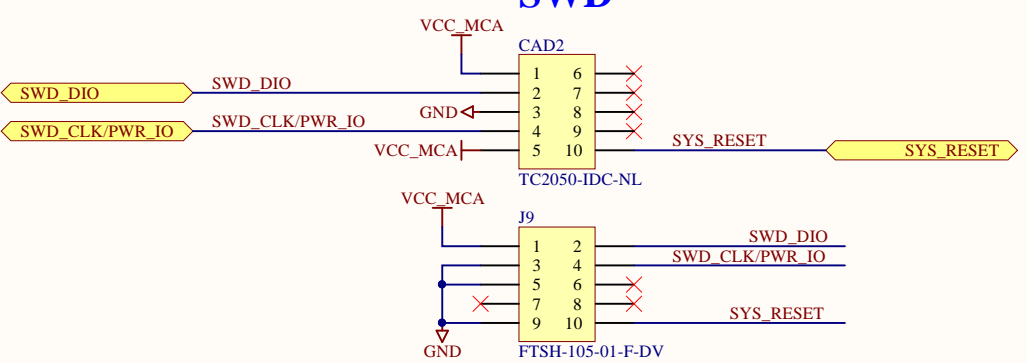 SWD
VCC_MCA
CAD2
SWD_DIO
SWD_DIO
1 6
2 7
GND 3 8
SWD_CLK/PWR_IO
SWD_CLK/PWR_IO
4 9
VCC_MCA 5 10
SYS_RESET
SYS_RESET
TC2050-IDC-NL
VCC_MCA
J9
1 2 SWD_DIO
3 4 SWD_CLK/PWR_IO
5 6
7 8
9 10 SYS_RESET
GND
FTSH-105-01-F-DV